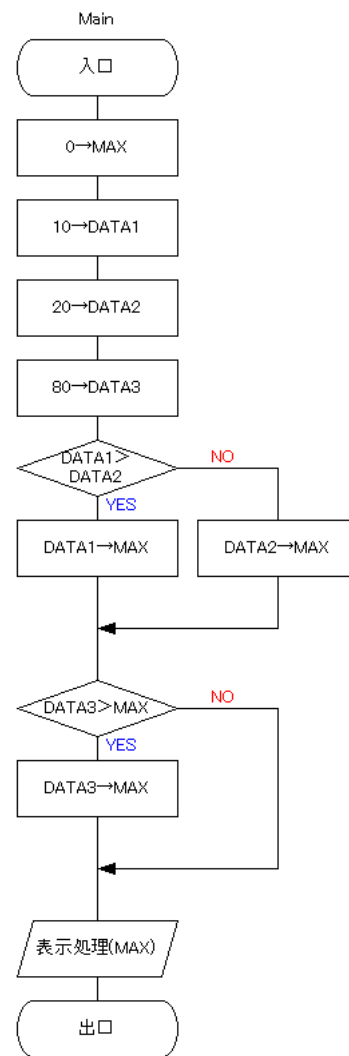 Main
入口
0→MAX
10→DATA1
20→DATA2
80→DATA3
DATA1＞
DATA2
NO
YES
DATA1→MAX
DATA2→MAX
DATA3＞MAX
NO
YES
DATA3→MAX
表示処理(MAX)
出口